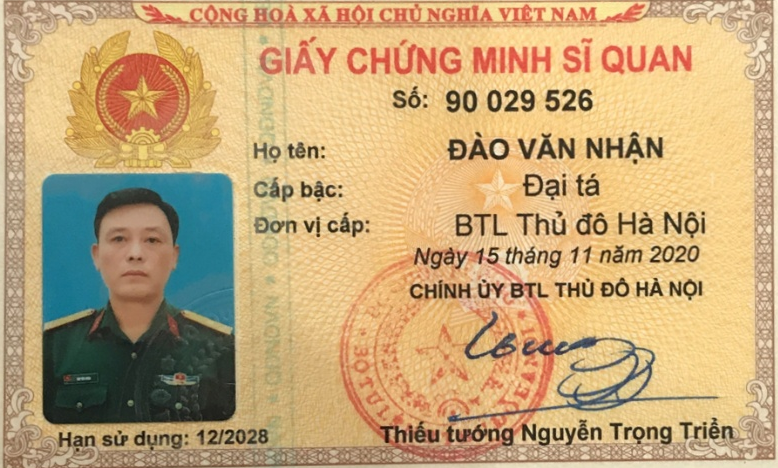 CỘNG HOÀ XÃ HỘI CHỦ NGHĨA VIỆT NAM
GIẤY CHỨNG MINH SĨ QUAN
Số: 90 029 526
Họ tên: ĐÀO VĂN NHẬN
Cấp bậc: Đại tá
Đơn vị cấp: BTL Thủ đô Hà Nội
Ngày 15 tháng 11 năm 2020
CHÍNH ỦY BTL THỦ ĐÔ HÀ NỘI
Hạn sử dụng: 12/2028
Thiếu tướng Nguyễn Trọng Triển